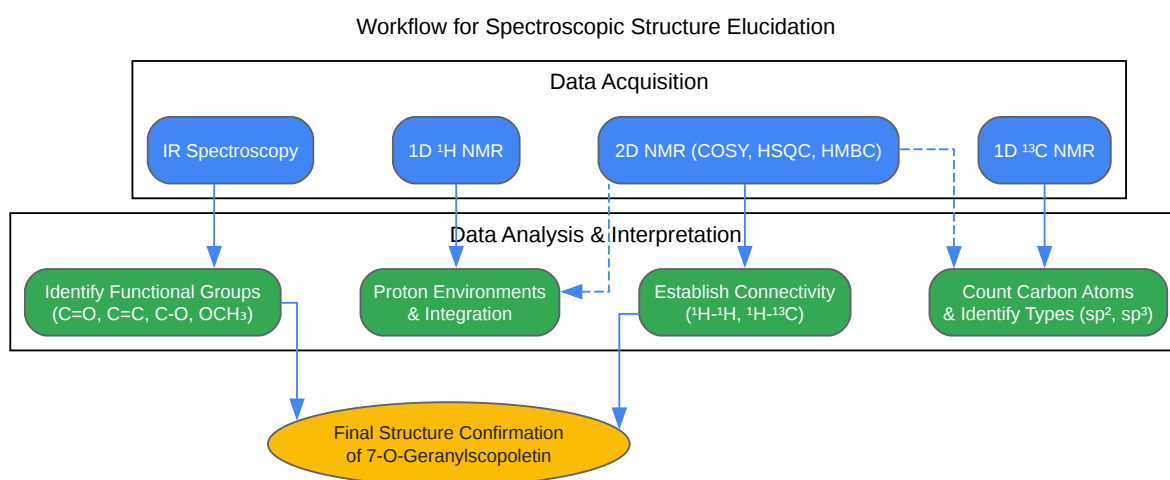 Workflow for Spectroscopic Structure Elucidation
Data Acquisition
IR Spectroscopy
1D ¹H NMR
2D NMR (COSY, HSQC, HMBC)
1D ¹³C NMR
Data Analysis & Interpretation
Identify Functional Groups
(C=O, C=C, C-O, OCH₃)
Proton Environments
& Integration
Establish Connectivity
(¹H-¹H, ¹H-¹³C)
Count Carbon Atoms
& Identify Types (sp², sp³)
Final Structure Confirmation
of 7-O-Geranylscopoletin